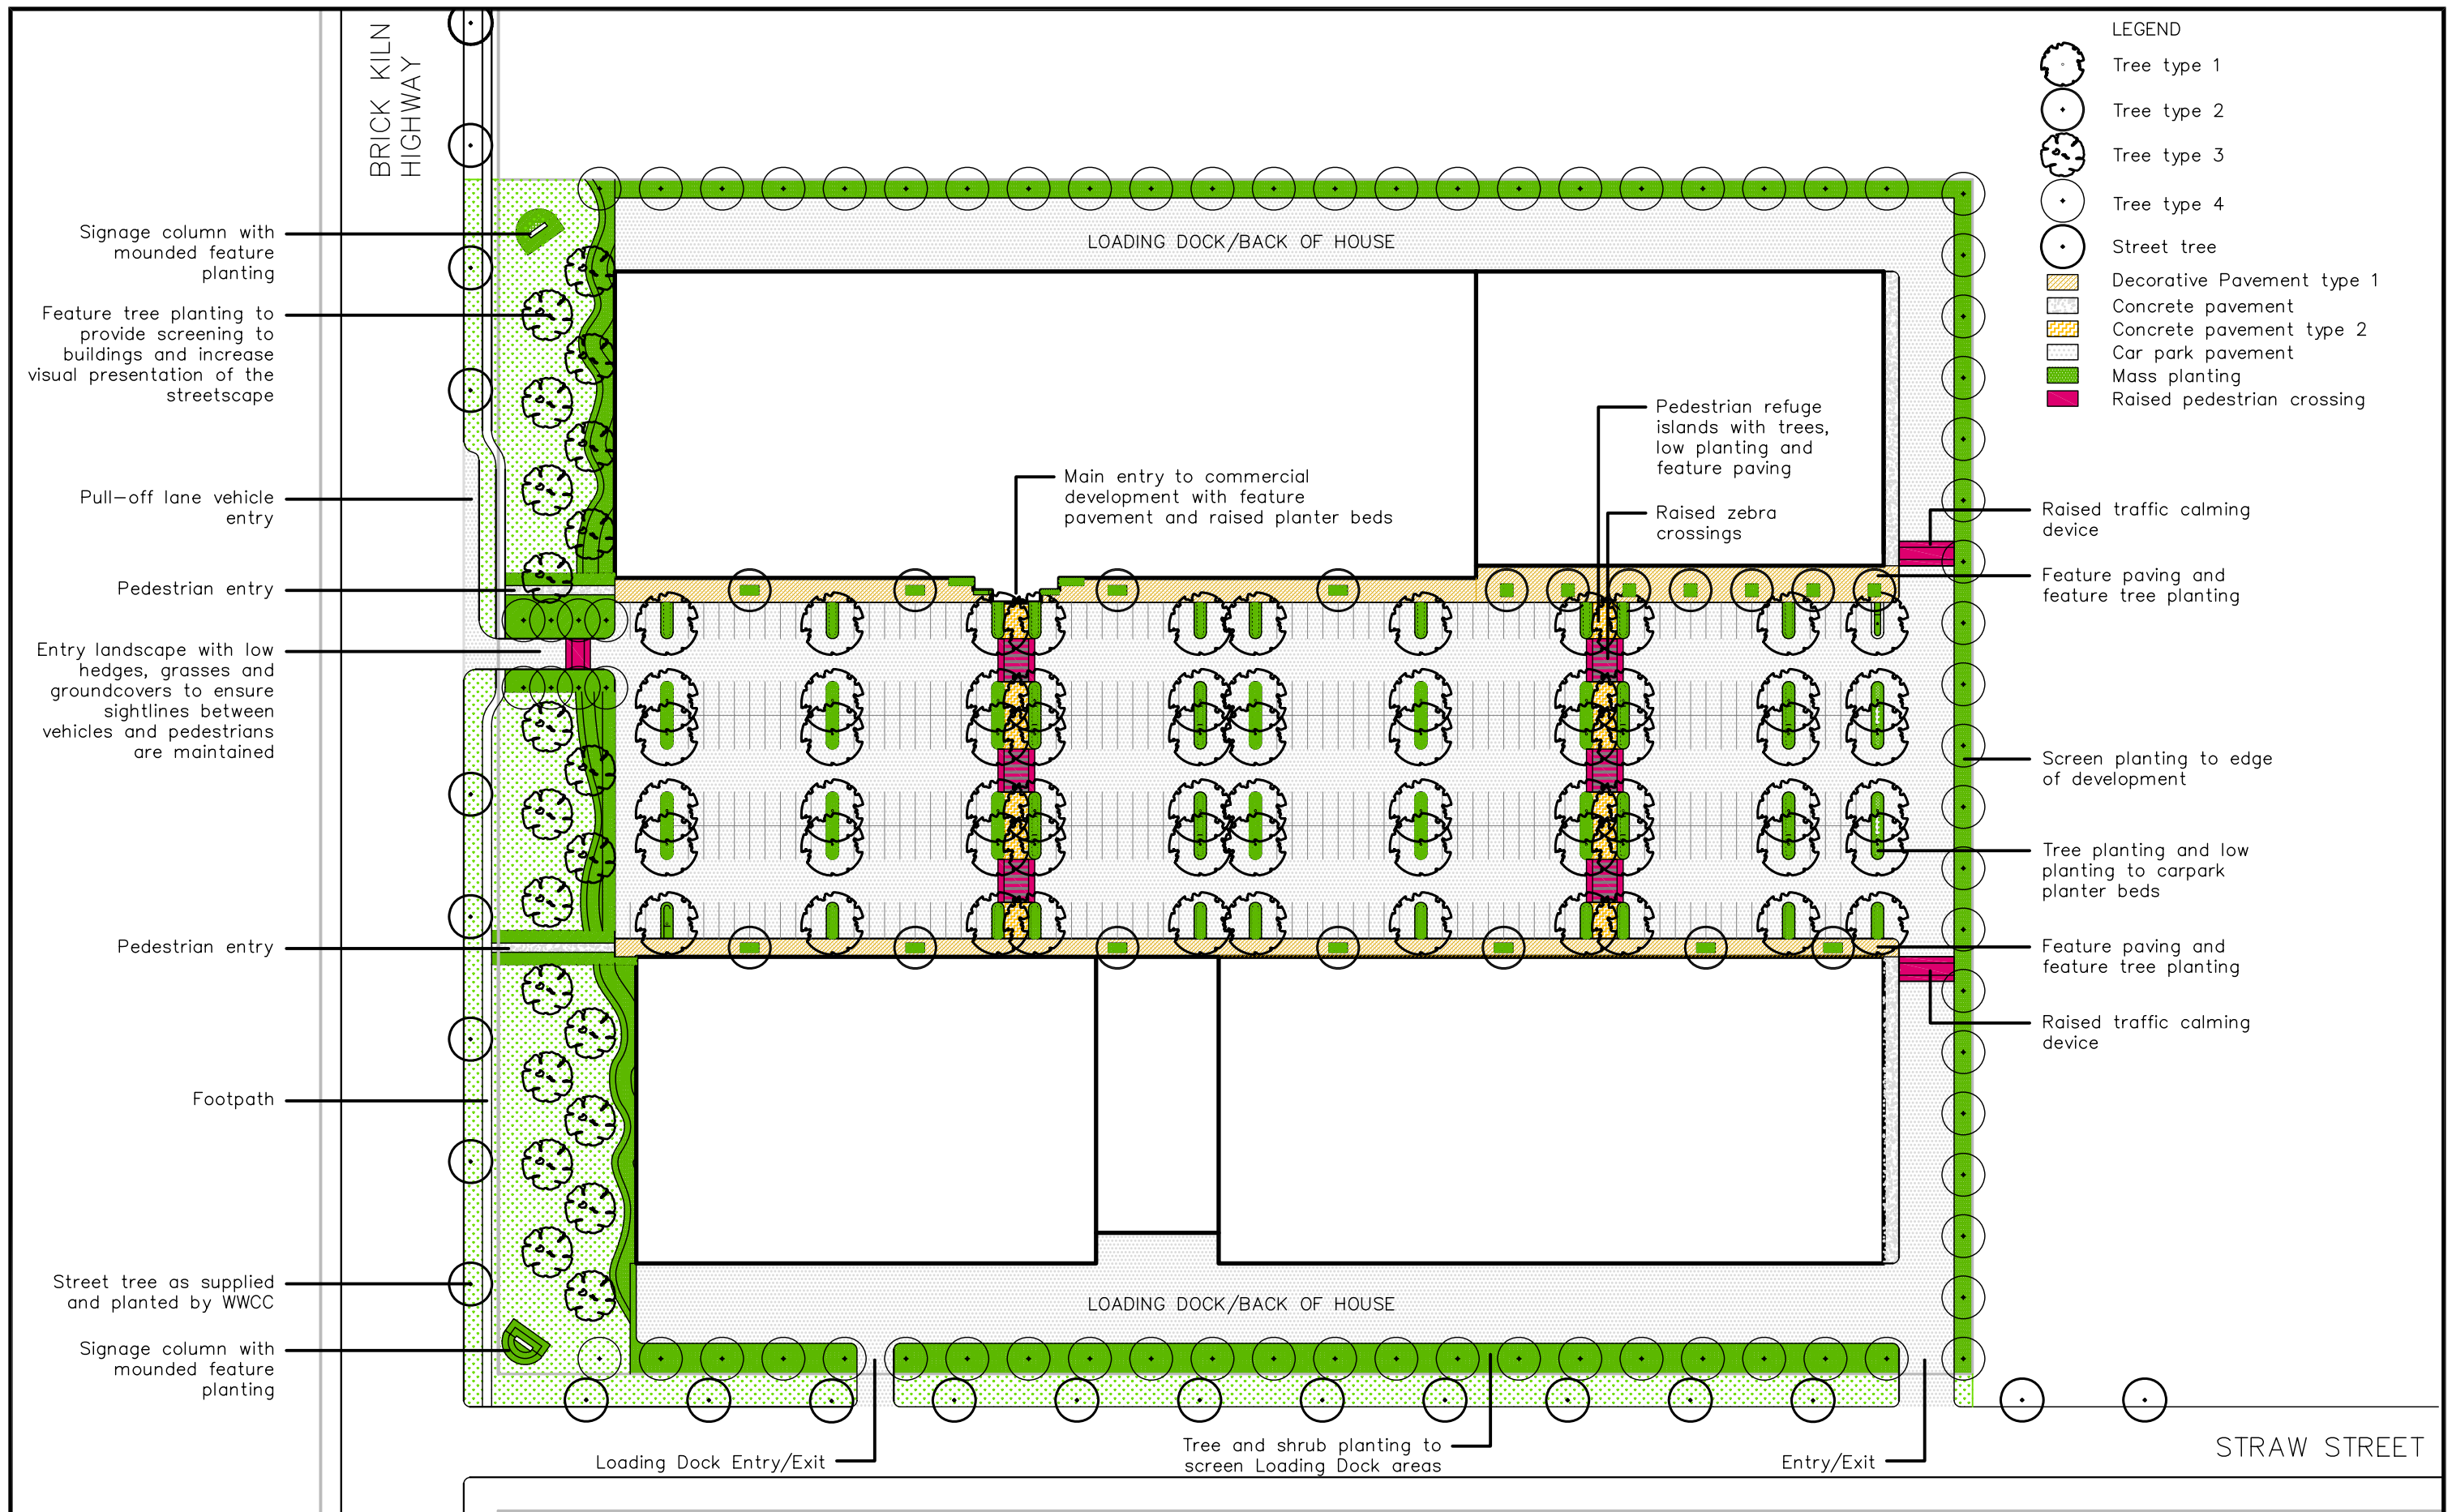 BRICK KILN
HIGHWAY
LEGEND
Tree type 1
Tree type 2
Tree type 3
Tree type 4
Street tree
Decorative Pavement type 1
Concrete pavement
Concrete pavement type 2
Car park pavement
Mass planting
Raised pedestrian crossing
Signage column with
mounded feature
planting
Feature tree planting to
provide screening to
buildings and increase
visual presentation of the
streetscape
Pull-off lane vehicle
entry
Pedestrian entry
Entry landscape with low
hedges, grasses and
groundcovers to ensure
sightlines between
vehicles and pedestrians
are maintained
Pedestrian entry
Footpath
Street tree as supplied
and planted by WWCC
Signage column with
mounded feature
planting
LOADING DOCK/BACK OF HOUSE
Main entry to commercial
development with feature
pavement and raised planter beds
Pedestrian refuge
islands with trees,
low planting and
feature paving
Raised zebra
crossings
Raised traffic calming
device
Feature paving and
feature tree planting
Screen planting to edge
of development
Tree planting and low
planting to carpark
planter beds
Feature paving and
feature tree planting
Raised traffic calming
device
LOADING DOCK/BACK OF HOUSE
Loading Dock Entry/Exit
Tree and shrub planting to
screen Loading Dock areas
Entry/Exit
STRAW STREET